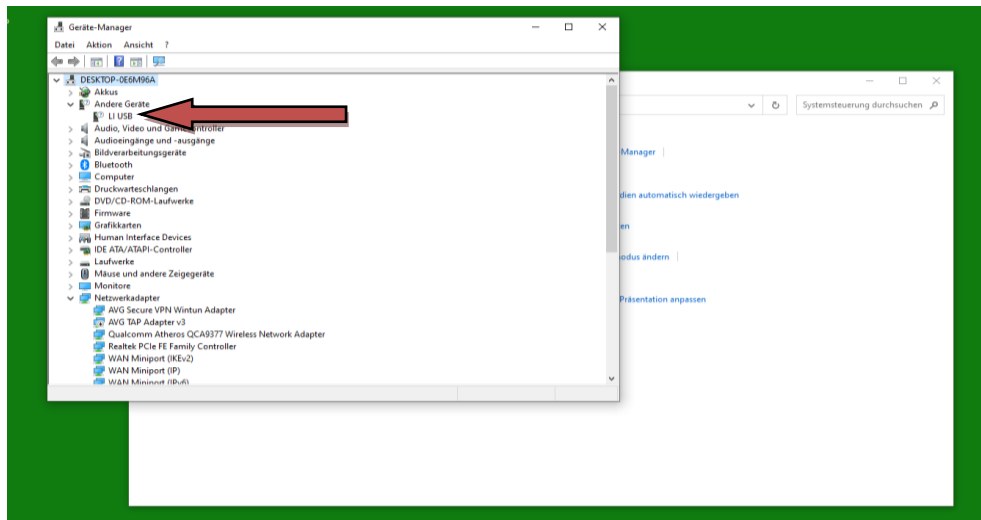 Geräte-Manager
Datei Aktion Ansicht ?
DESKTOP-0E6M96A
Akkus
Andere Geräte
LI USB
Audio, Video und Gamecontroller
Audioeingänge und -ausgänge
Bildverarbeitungsgeräte
Bluetooth
Computer
Druckwarteschlangen
DVD/CD-ROM-Laufwerke
Firmware
Grafikkarten
Human Interface Devices
IDE ATA/ATAPI-Controller
Laufwerke
Mäuse und andere Zeigegeräte
Monitore
Netzwerkadapter
AVG Secure VPN Wintun Adapter
AVG TAP Adapter v3
Qualcomm Atheros QCA9377 Wireless Network Adapter
Realtek PCIe FE Family Controller
WAN Miniport (IKEv2)
WAN Miniport (IP)
WAN Miniport (IPv6)
Systemsteuerung durchsuchen
Manager
dien automatisch wiedergeben
en
odus ändern
Präsentation anpassen